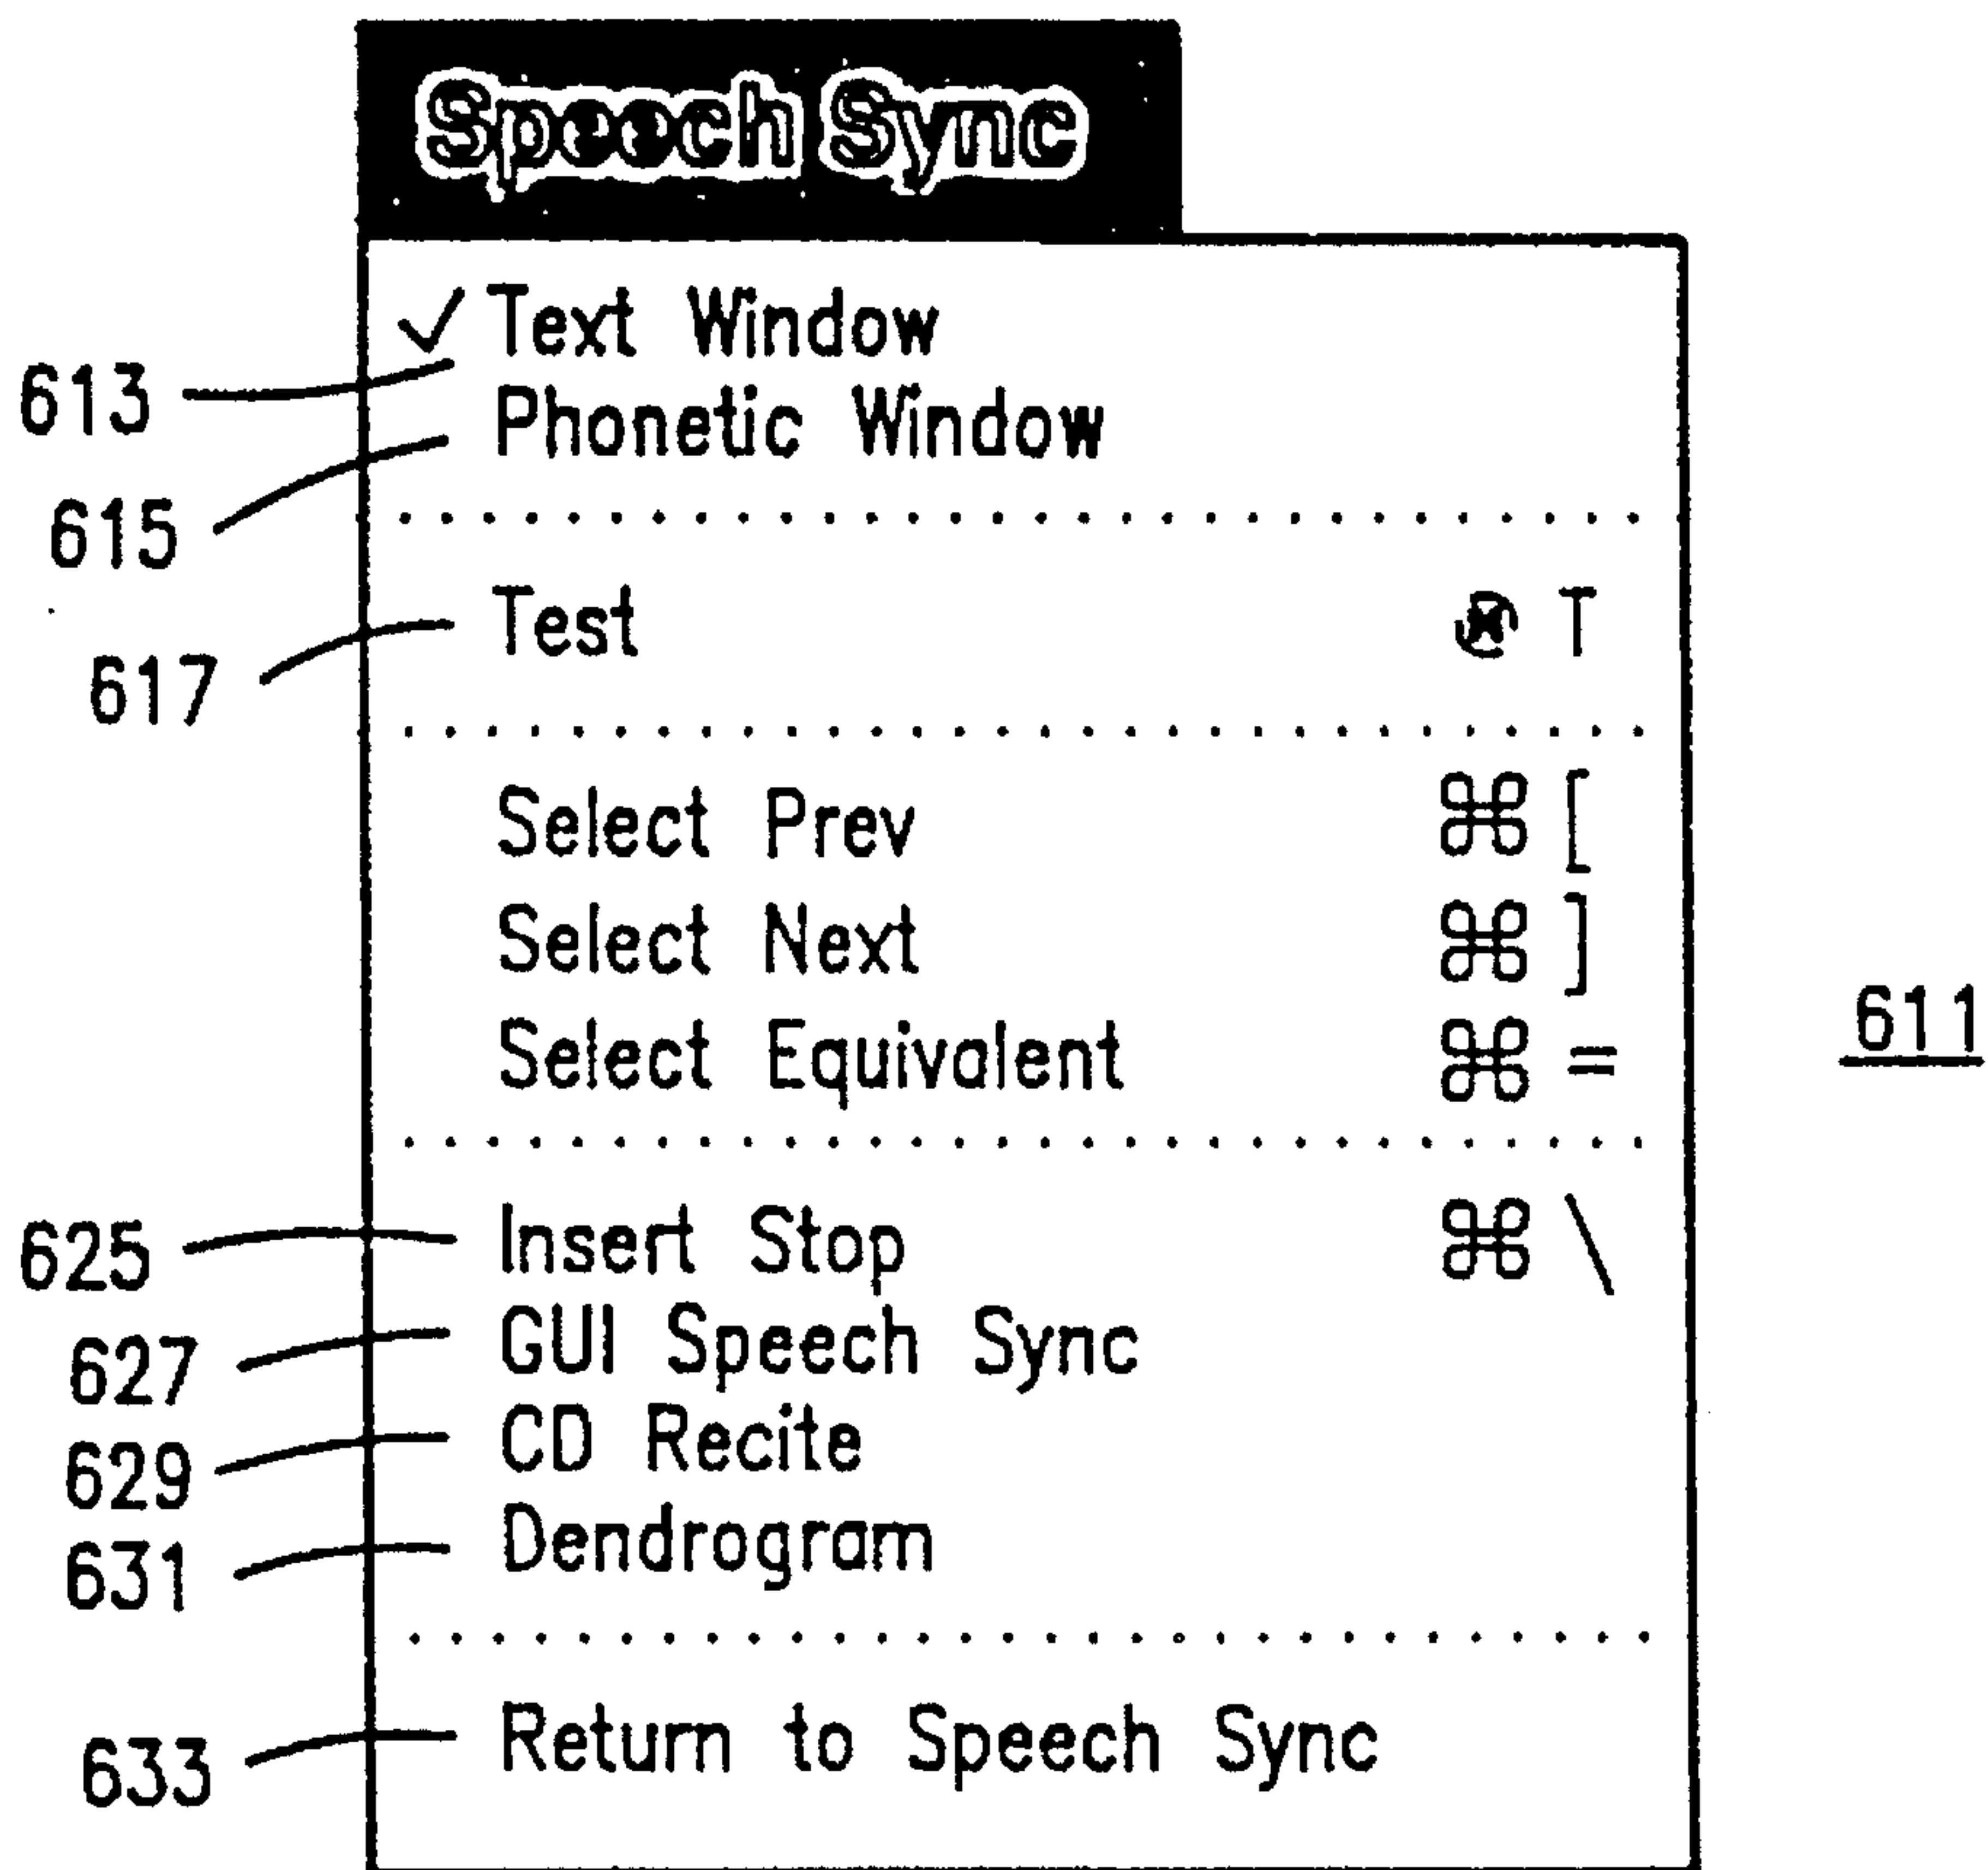 Speech Sync
✓ Text Window
613
Phonetic Window
615
Test T
617
Select Prev ⌘ [
Select Next ⌘ ]
611
Select Equivalent ⌘ =
625 Insert Stop ⌘ \
627 GUI Speech Sync
629 CD Recite
631 Dendrogram
633 Return to Speech Sync